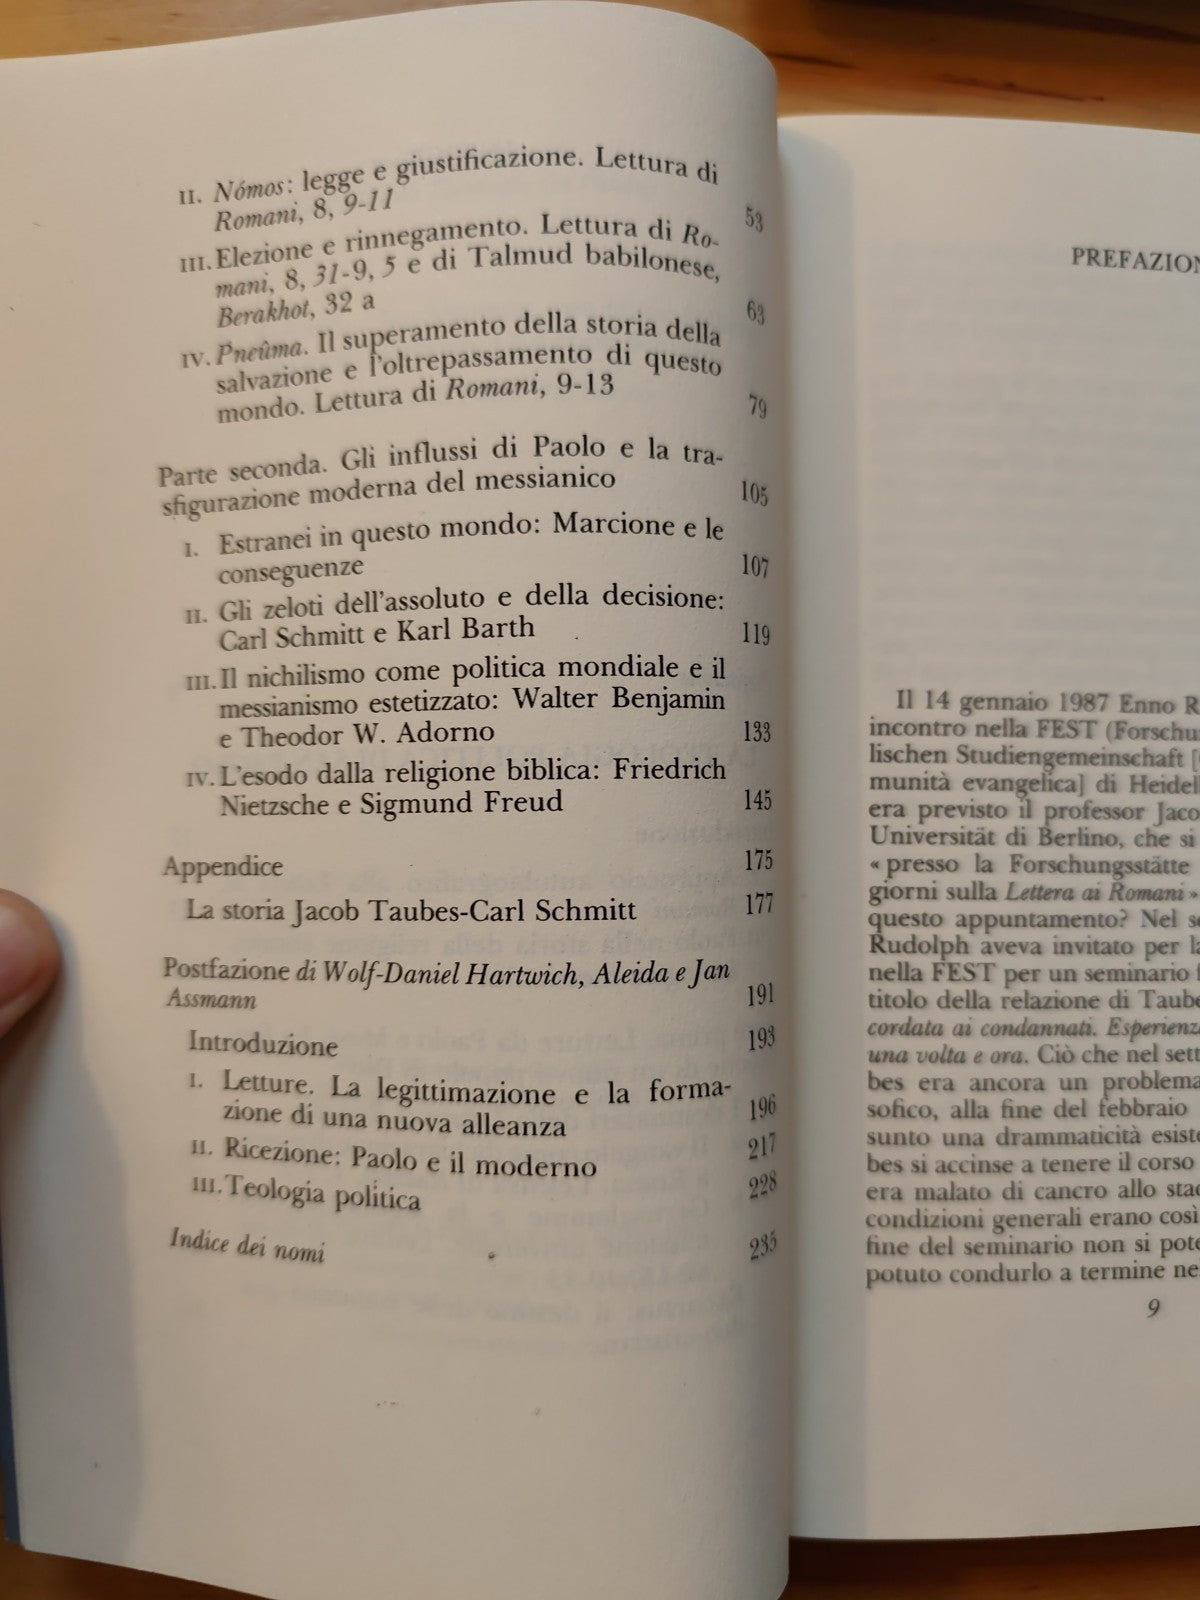 II. Nómos: legge e giustificazione. Lettura di
Romani, 8, 9-11 53
III. Elezione e rinnegamento. Lettura di Ro-
mani, 8, 31-9, 5 e di Talmud babilonese,
Berakhot, 32 a 63
IV. Pneûma. Il superamento della storia della
salvazione e l'oltrepassamento di questo
mondo. Lettura di Romani, 9-13 79
Parte seconda. Gli influssi di Paolo e la tra-
sfigurazione moderna del messianico 105
I. Estranei in questo mondo: Marcione e le
conseguenze 107
II. Gli zeloti dell'assoluto e della decisione:
Carl Schmitt e Karl Barth 119
III. Il nichilismo come politica mondiale e il
messianismo estetizzato: Walter Benjamin
e Theodor W. Adorno 133
IV. L'esodo dalla religione biblica: Friedrich
Nietzsche e Sigmund Freud 145
Appendice 175
La storia Jacob Taubes-Carl Schmitt 177
Postfazione di Wolf-Daniel Hartwich, Aleida e Jan
Assmann 191
Introduzione 193
I. Letture. La legittimazione e la forma-
zione di una nuova alleanza 196
II. Ricezione: Paolo e il moderno 217
III. Teologia politica 228
Indice dei nomi 235
PREFAZION
Il 14 gennaio 1987 Enno R
incontro nella FEST (Forschu
lischen Studiengemeinschaft [
munità evangelica] di Heidel
era previsto il professor Jaco
Universität di Berlino, che si
« presso la Forschungsstätte
giorni sulla Lettera ai Romani »
questo appuntamento? Nel s
Rudolph aveva invitato per la
nella FEST per un seminario
titolo della relazione di Taube
cordata ai condannati. Esperienz
una volta e ora. Ciò che nel sett
bes era ancora un problema
sofico, alla fine del febbraio
sunto una drammaticità esist
bes si accinse a tenere il corso
era malato di cancro allo stad
condizioni generali erano così
fine del seminario non si pote
potuto condurlo a termine ne
9